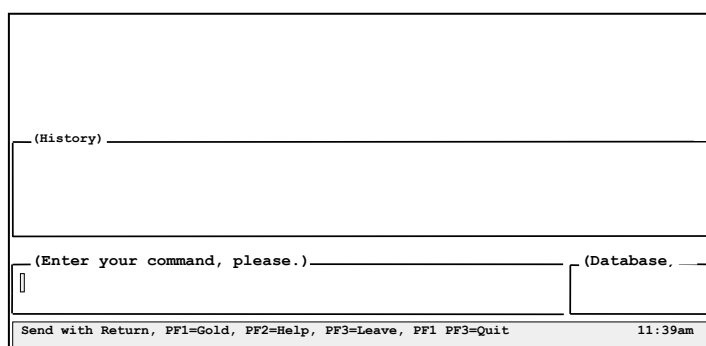 (History)
(Enter your command, please.) (Database,
Send with Return, PF1=Gold, PF2=Help, PF3=Leave, PF1 PF3=Quit 11:39am